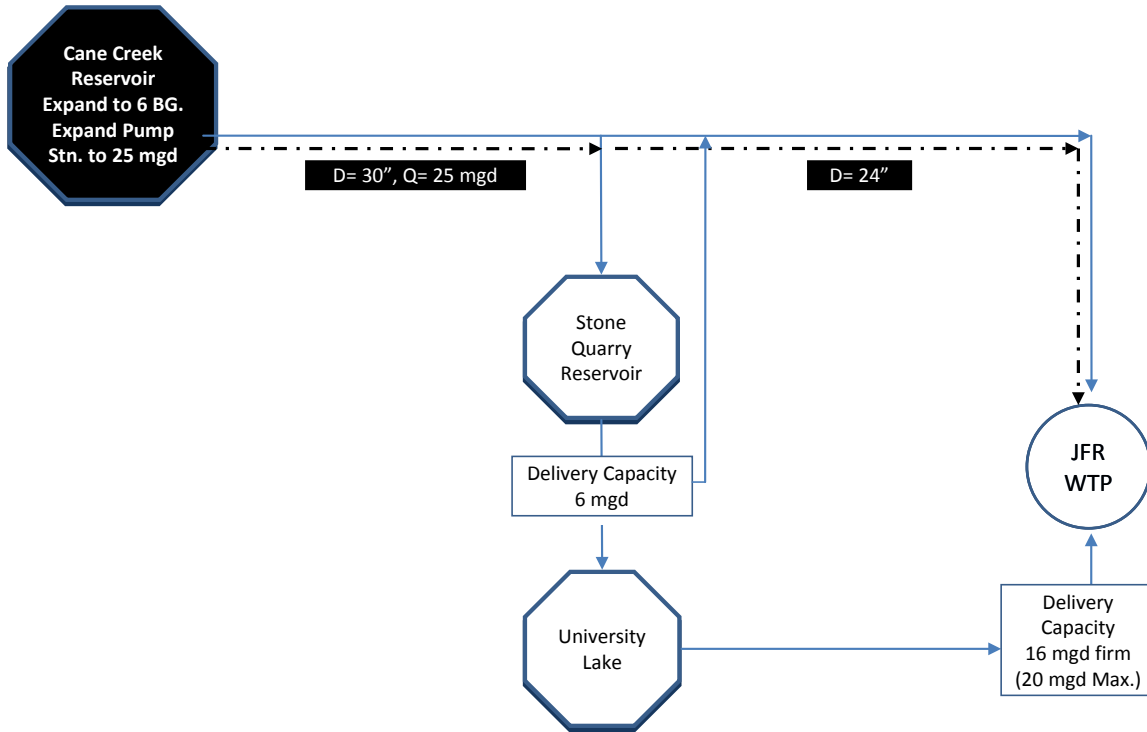 Cane Creek
Reservoir
Expand to 6 BG.
Expand Pump
Stn. to 25 mgd
D= 30”, Q= 25 mgd
D= 24”
Stone
Quarry
Reservoir
Delivery Capacity
6 mgd
JFR
WTP
University
Lake
Delivery
Capacity
16 mgd firm
(20 mgd Max.)